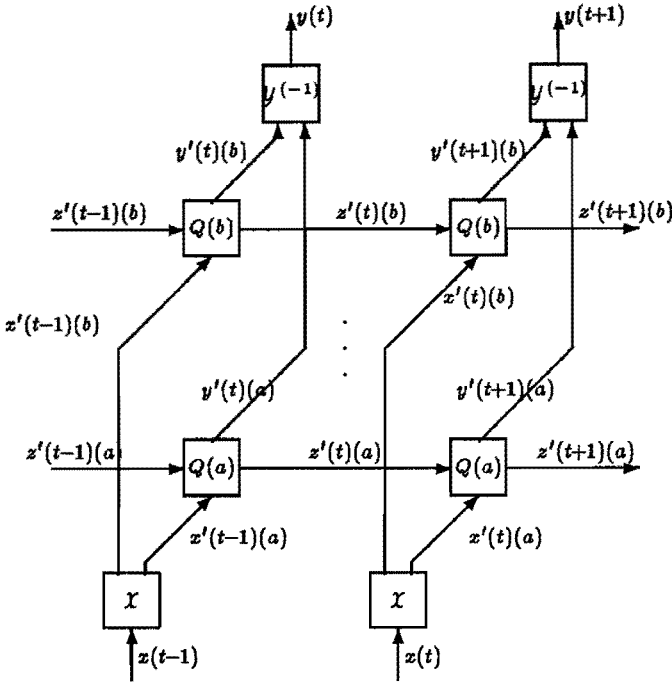 y(t) y(t+1)
𝒴(−1) 𝒴(−1)
y′(t)(b) y′(t+1)(b)
z′(t−1)(b) Q(b) z′(t)(b) Q(b) z′(t+1)(b)
x′(t−1)(b) x′(t)(b)
y′(t)(a) y′(t+1)(a)
z′(t−1)(a) Q(a) z′(t)(a) Q(a) z′(t+1)(a)
x′(t−1)(a) x′(t)(a)
𝒳 𝒳
x(t−1) x(t)